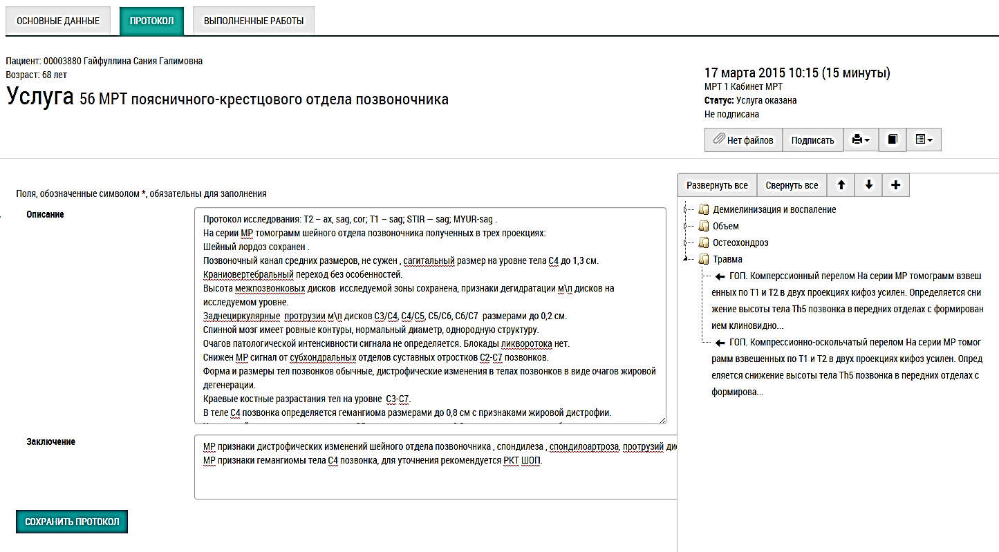 ОСНОВНЫЕ ДАННЫЕ
ПРОТОКОЛ
ВЫПОЛНЕННЫЕ РАБОТЫ
Пациент: 00003880 Гайфуллина Сания Галимовна
Возраст: 68 лет
Услуга 56 МРТ поясничного-крестцового отдела позвоночника
17 марта 2015 10:15 (15 минуты)
МРТ 1 Кабинет МРТ
Статус: Услуга оказана
Не подписана
Нет файлов
Подписать
Поля, обозначенные символом *, обязательны для заполнения
Описание
Протокол исследования: T2 – ax, sag, cor; T1 – sag; STIR – sag; MYUR-sag .
На серии МР томограмм шейного отдела позвоночника полученных в трех проекциях:
Шейный лордоз сохранен .
Позвоночный канал средних размеров, не сужен , сагитальный размер на уровне тела С4 до 1,3 см.
Краниовертебральный переход без особенностей.
Высота межпозвонковых дисков исследуемой зоны сохранена, признаки дегидратации м\п дисков на
исследуемом уровне.
Заднециркулярные протрузии м\п дисков С3/С4, С4/С5, С5/С6, С6/С7 размерами до 0,2 см.
Спинной мозг имеет ровные контуры, нормальный диаметр, однородную структуру.
Очагов патологической интенсивности сигнала не определяется. Блокады ликворотока нет.
Снижен МР сигнал от субхондральных отделов суставных отростков С2-С7 позвонков.
Форма и размеры тел позвонков обычные, дистрофические изменения в телах позвонков в виде очагов жировой
дегенерации.
Краевые костные разрастания тел на уровне С3-С7.
В теле С4 позвонка определяется гемангиома размерами до 0,8 см с признаками жировой дистрофии.
Заключение
МР признаки дистрофических изменений шейного отдела позвоночника , спондилеза , спондилоартроза, протрузий дис
МР признаки гемангиомы тела С4 позвонка, для уточнения рекомендуется РКТ ШОП.
СОХРАНИТЬ ПРОТОКОЛ
Развернуть все
Свернуть все
Демиелинизация и воспаление
Объем
Остеохондроз
Травма
ГОП. Комперссионный перелом На серии МР томограмм взвеш
енных по Т1 и Т2 в двух проекциях кифоз усилен. Определяется сни
жение высоты тела Th5 позвонка в передних отделах с формирован
ием клиновидно...
ГОП. Компрессионно-оскольчатый перелом На серии МР томог
рамм взвешенных по Т1 и Т2 в двух проекциях кифоз усилен. Опред
еляется снижение высоты тела Th5 позвонка в передних отделах с
формирова...